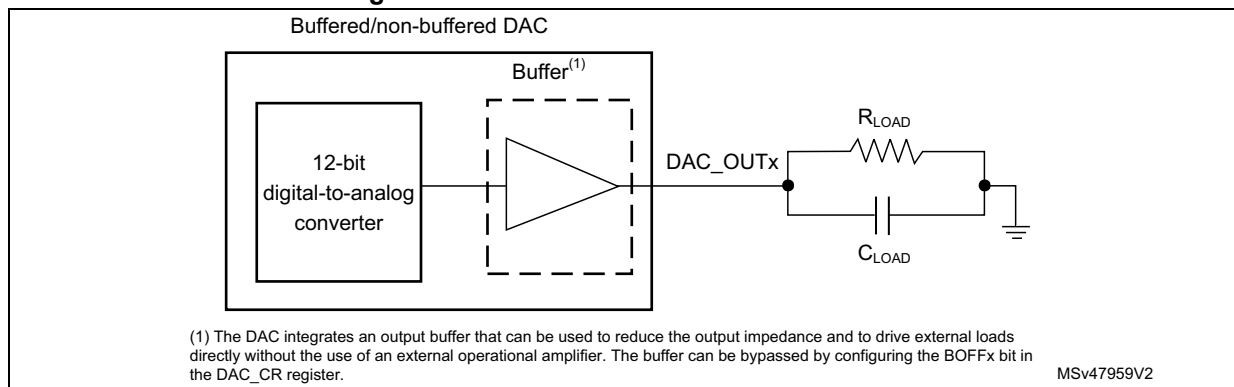 Buffered/non-buffered DAC
Buffer(1)
12-bit
digital-to-analog
converter
DAC_OUTx
RLOAD
CLOAD
(1) The DAC integrates an output buffer that can be used to reduce the output impedance and to drive external loads
directly without the use of an external operational amplifier. The buffer can be bypassed by configuring the BOFFx bit in
the DAC_CR register.
MSv47959V2